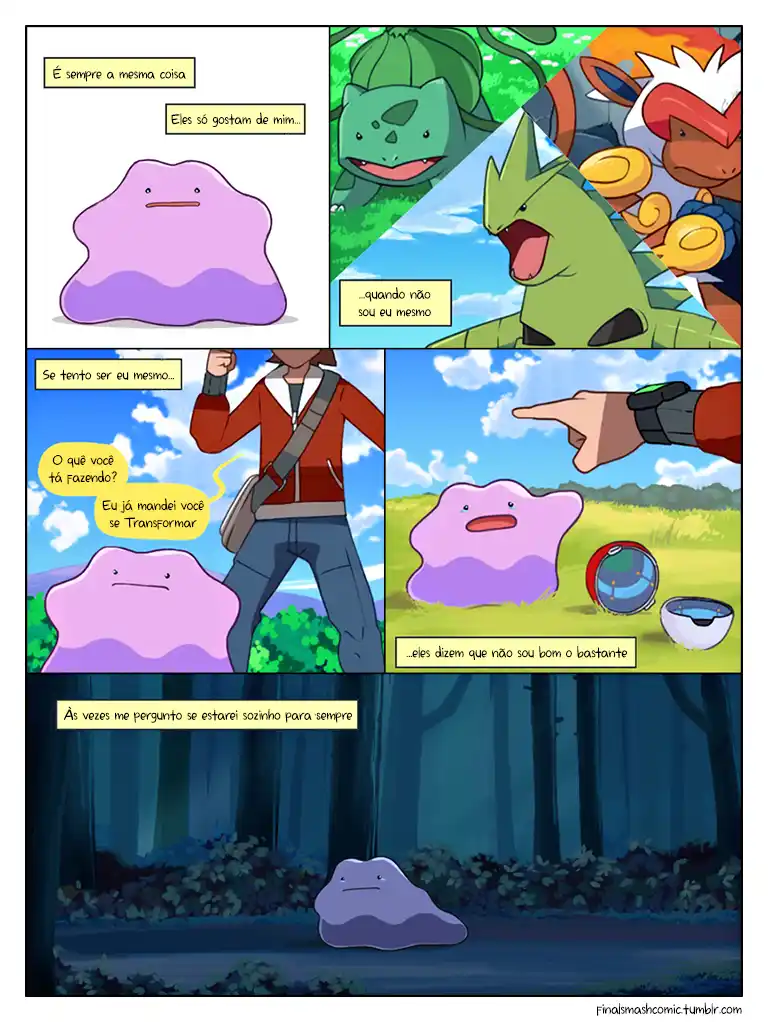 É sempre a mesma coisa
Eles só gostam de mim...
...quando não
sou eu mesmo
Se tento ser eu mesmo...
O quê você
tá fazendo?
Eu já mandei você
se Transformar
...eles dizem que não sou bom o bastante
Às vezes me pergunto se estarei sozinho para sempre
finalsmashcomic.tumblr.com